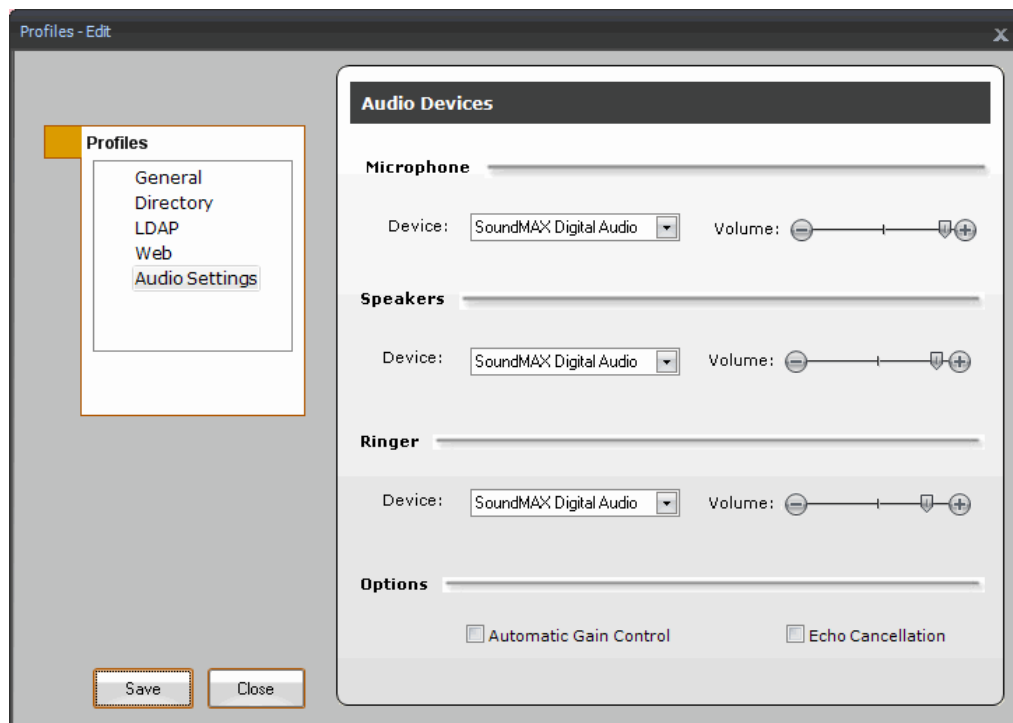 Profiles - Edit
X
Profiles
General
Directory
LDAP
Web
Audio Settings
Audio Devices
Microphone
Device: SoundMAX Digital Audio Volume:
Speakers
Device: SoundMAX Digital Audio Volume:
Ringer
Device: SoundMAX Digital Audio Volume:
Options
Automatic Gain Control Echo Cancellation
Save Close